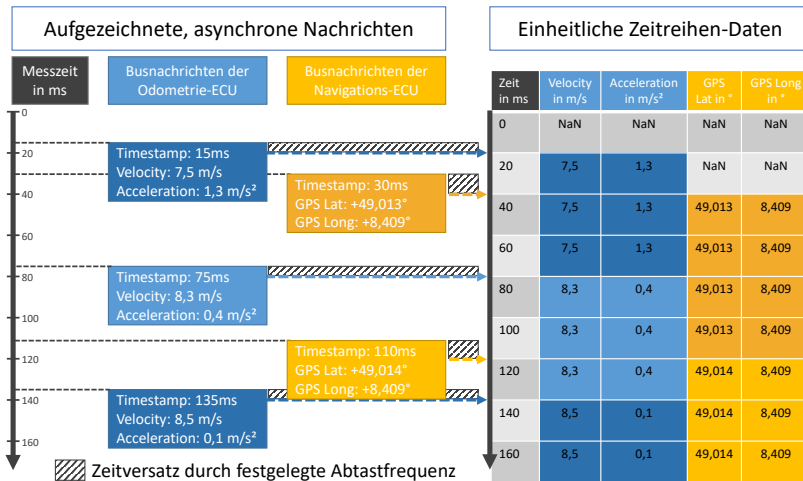 Aufgezeichnete, asynchrone Nachrichten
Einheitliche Zeitreihen-Daten
Messzeit
in ms
Busnachrichten der
Odometrie-ECU
Busnachrichten der
Navigations-ECU
0
20
40
60
80
100
120
140
160
Timestamp: 15ms
Velocity: 7,5 m/s
Acceleration: 1,3 m/s²
Timestamp: 30ms
GPS Lat: +49,013°
GPS Long: +8,409°
Timestamp: 75ms
Velocity: 8,3 m/s
Acceleration: 0,4 m/s²
Timestamp: 110ms
GPS Lat: +49,014°
GPS Long: +8,409°
Timestamp: 135ms
Velocity: 8,5 m/s
Acceleration: 0,1 m/s²
Zeitversatz durch festgelegte Abtastfrequenz
Zeit Velocity Acceleration GPS GPS Long
in ms in m/s in m/s² Lat in ° in °
0 NaN NaN NaN NaN
20 7,5 1,3 NaN NaN
40 7,5 1,3 49,013 8,409
60 7,5 1,3 49,013 8,409
80 8,3 0,4 49,013 8,409
100 8,3 0,4 49,013 8,409
120 8,3 0,4 49,014 8,409
140 8,5 0,1 49,014 8,409
160 8,5 0,1 49,014 8,409